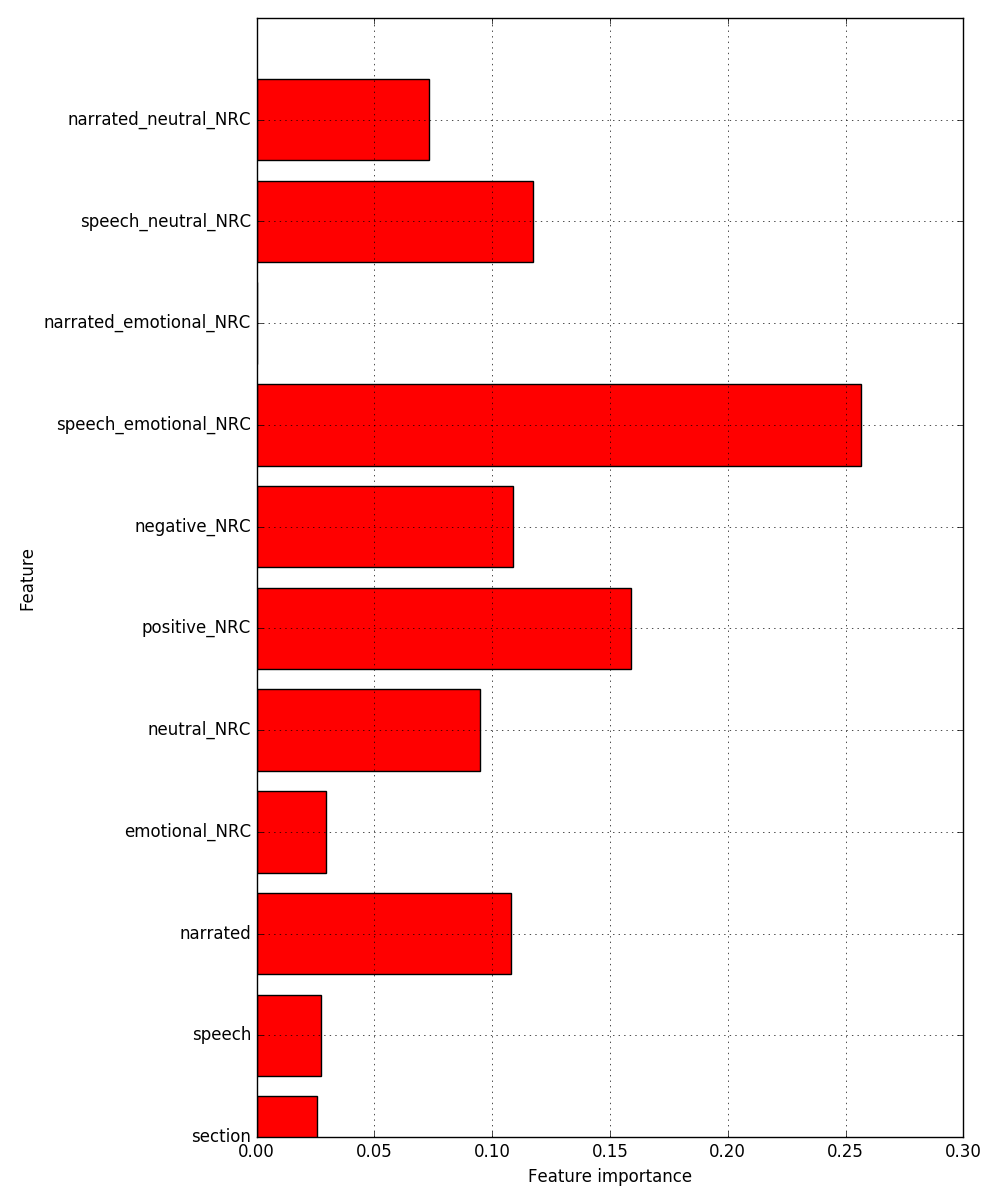 narrated_neutral_NRC
speech_neutral_NRC
narrated_emotional_NRC
speech_emotional_NRC
negative_NRC
positive_NRC
neutral_NRC
emotional_NRC
narrated
speech
section
Feature
0.00 0.05 0.10 0.15 0.20 0.25 0.30
Feature importance